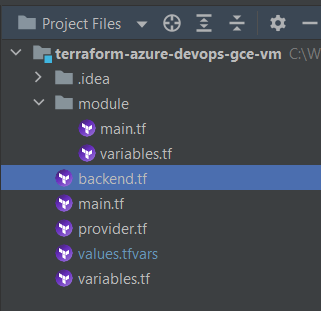 Project Files
terraform-azure-devops-gce-vm C:\W
.idea
module
main.tf
variables.tf
backend.tf
main.tf
provider.tf
values.tfvars
variables.tf